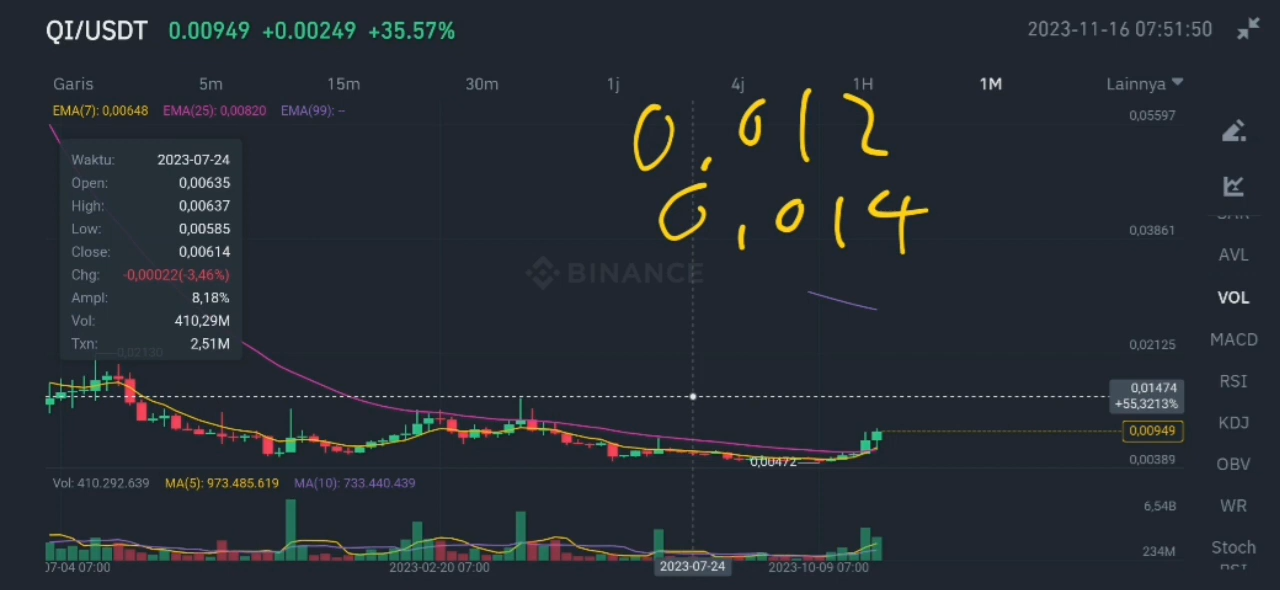 QI/USDT 0.00949 +0.00249 +35.57% 2023-11-16 07:51:50
Garis 5m 15m 30m 1j 4j 1H 1M Lainnya
EMA(7): 0,00648 EMA(25): 0,00820 EMA(99): --
0,05597
0,012
0,014
Waktu: 2023-07-24
Open: 0,00635
High: 0,00637
Low: 0,00585
Close: 0,00614
Chg: -0,00022(-3,46%)
Ampl: 8,18%
Vol: 410,29M
Txn: 2,51M
0,02130
BINANCE
0,03861
0,02125
0,01474
+55,3213%
0,00949
0,00472
0,00389
SAR
AVL
VOL
MACD
RSI
KDJ
OBV
WR
Stoch
Vol: 410.292.639 MA(5): 973.485.619 MA(10): 733.440.439
6,54B
234M
07-04 07:00 2023-02-20 07:00 2023-07-24 2023-10-09 07:00